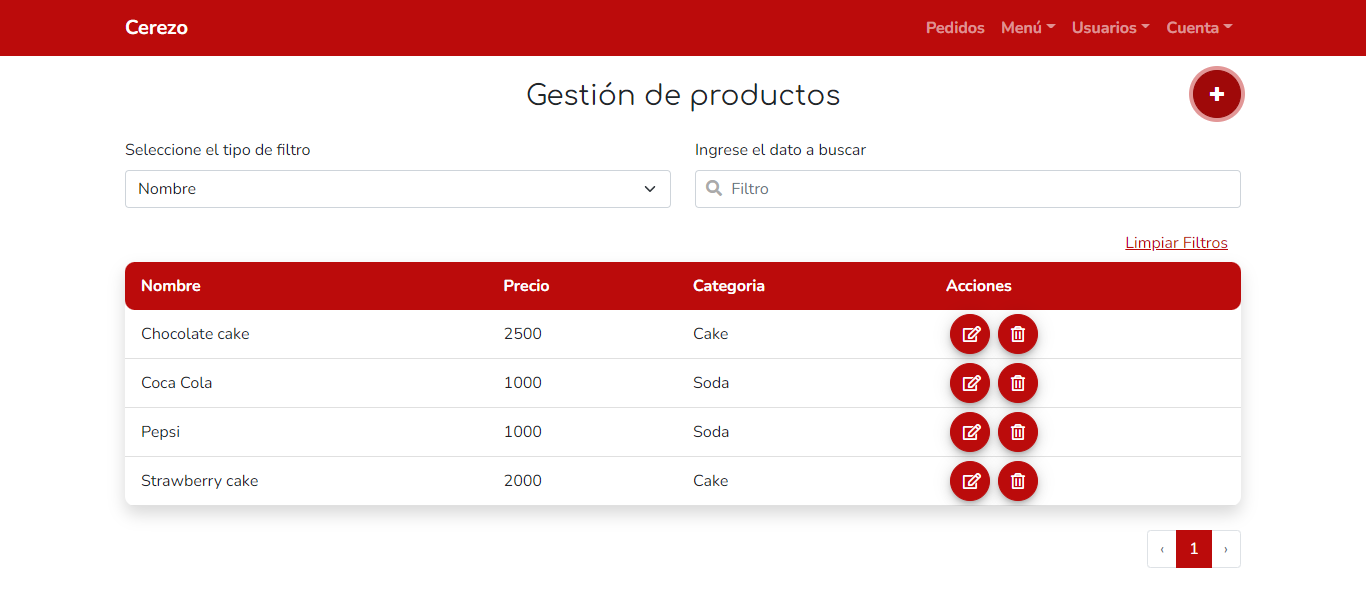 Cerezo Pedidos Menú Usuarios Cuenta
Gestión de productos +
Seleccione el tipo de filtro Ingrese el dato a buscar
Nombre Filtro
Limpiar Filtros
Nombre Precio Categoria Acciones
Chocolate cake 2500 Cake
Coca Cola 1000 Soda
Pepsi 1000 Soda
Strawberry cake 2000 Cake
‹ 1 ›